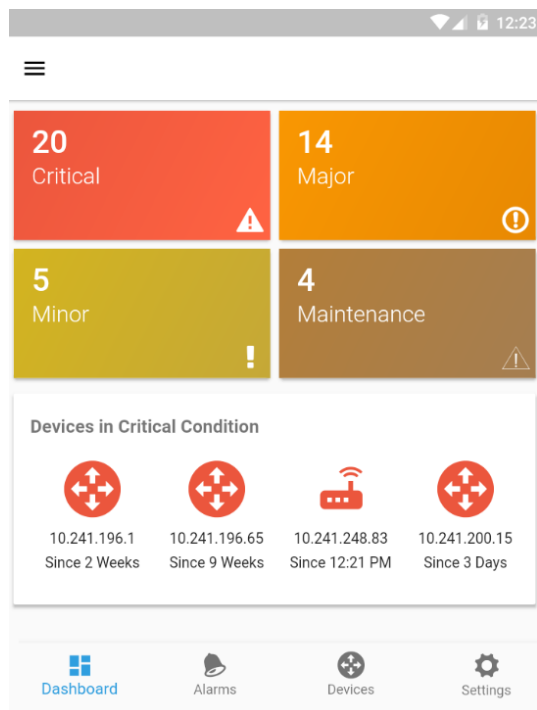 12:23
20
Critical
14
Major
5
Minor
4
Maintenance
Devices in Critical Condition
10.241.196.1
Since 2 Weeks
10.241.196.65
Since 9 Weeks
10.241.248.83
Since 12:21 PM
10.241.200.15
Since 3 Days
Dashboard
Alarms
Devices
Settings